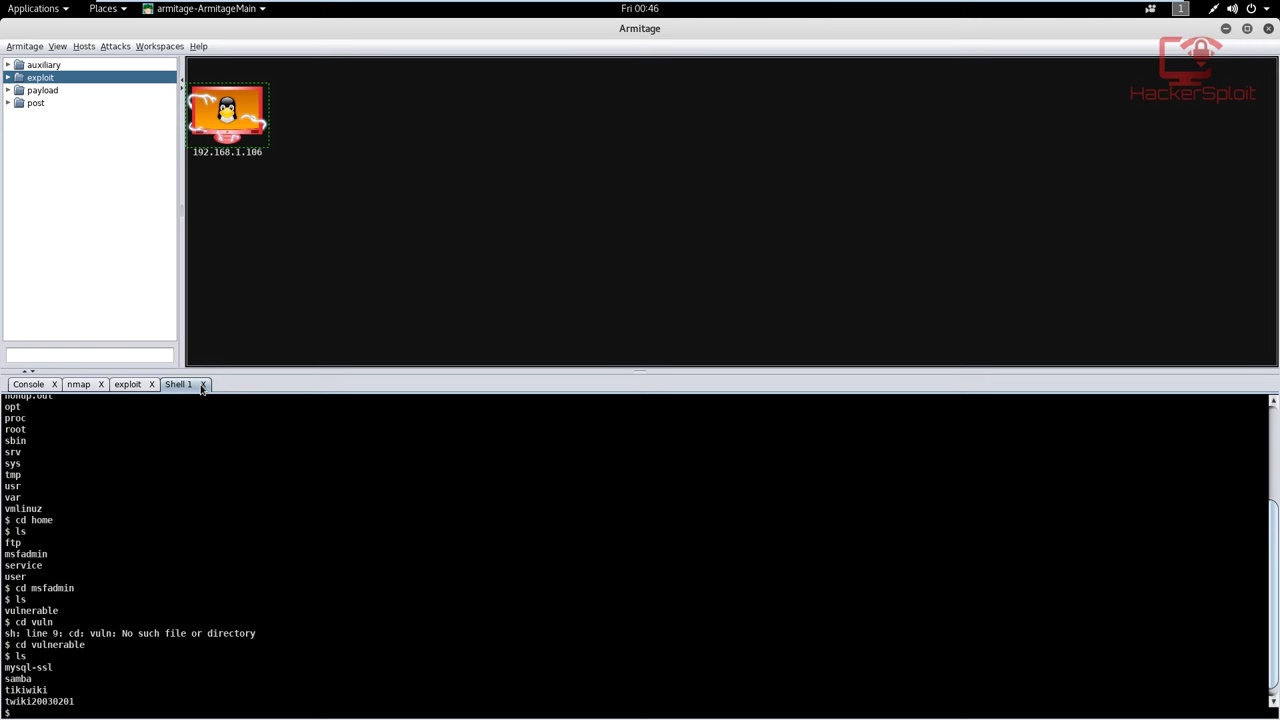 Applications Places armitage-ArmitageMain Fri 00:46 1
Armitage
Armitage View Hosts Attacks Workspaces Help
auxiliary
exploit
payload
post
HackerSploit
192.168.1.106
Console X nmap X exploit X Shell 1 X
nohup.out
opt
proc
root
sbin
srv
sys
tmp
usr
var
vmlinuz
$ cd home
$ ls
ftp
msfadmin
service
user
$ cd msfadmin
$ ls
vulnerable
$ cd vuln
sh: line 9: cd: vuln: No such file or directory
$ cd vulnerable
$ ls
mysql-ssl
samba
tikiwiki
twiki20030201
$